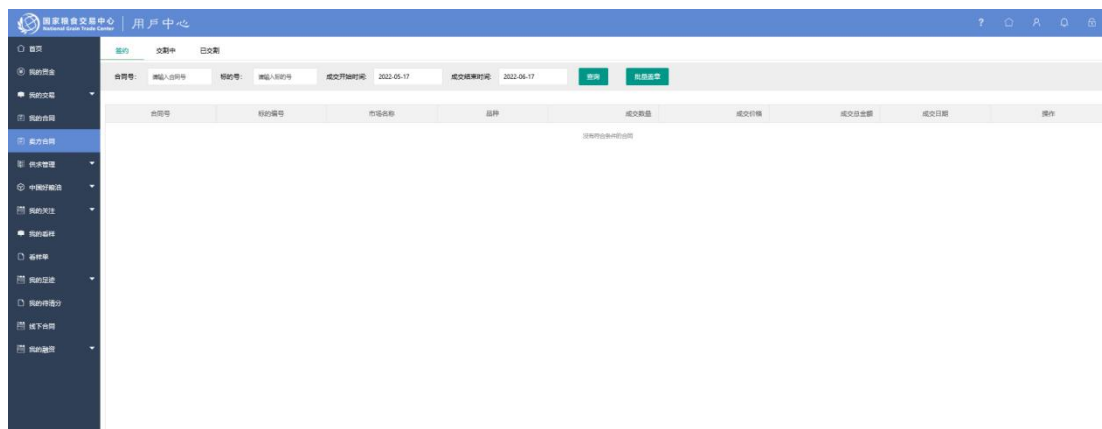 国家粮食交易中心 用户中心
National Grain Trade Center
首页
签约 交割中 已交割
我的资金
合同号: 请输入合同号 标的号: 请输入标的号 成交开始时间: 2022-05-17 成交结束时间: 2022-06-17 查询 批量盖章
我的交易
我的合同
合同号 标的编号 市场名称 品种 成交数量 成交价格 成交总金额 成交日期 操作
卖方合同
没有符合条件的合同
供求管理
中国好粮油
我的关注
我的看样
看样单
我的足迹
我的待清分
线下合同
我的融资